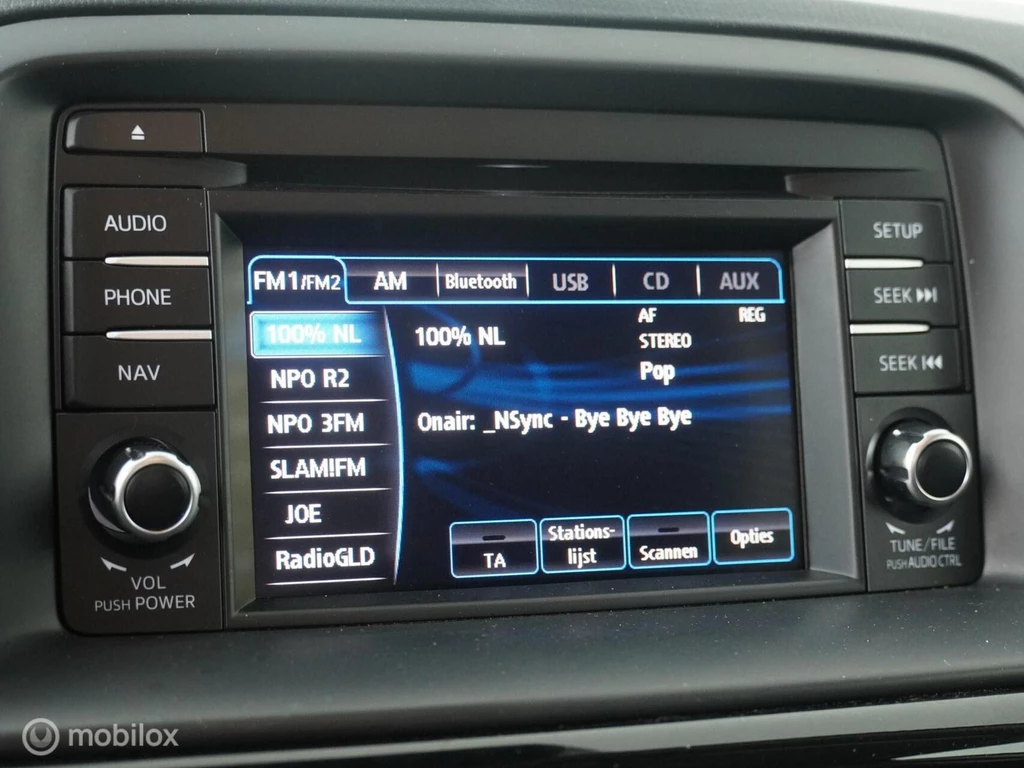 AUDIO
PHONE
NAV
VOL
PUSH POWER
FM1/FM2 AM Bluetooth USB CD AUX
100% NL
NPO R2
NPO 3FM
SLAM!FM
JOE
RadioGLD
100% NL
AF REG
STEREO
Pop
Onair: _NSync - Bye Bye Bye
TA
Stations-
lijst
Scannen
Opties
SETUP
SEEK
SEEK
TUNE/FILE
PUSH AUDIO CTRL
mobilox